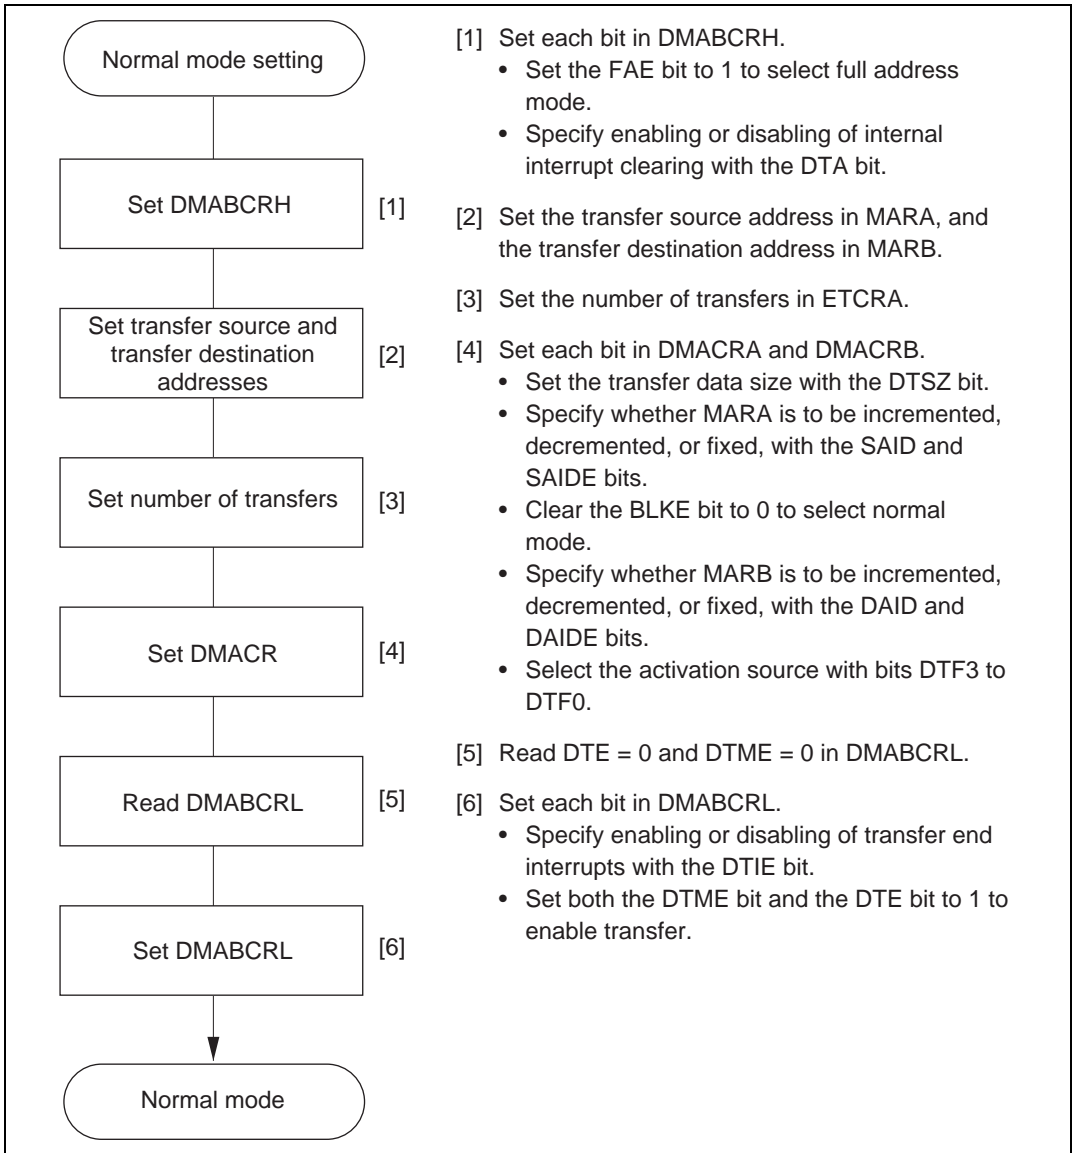 Normal mode setting
Set DMABCRH
[1]
Set transfer source and
transfer destination
addresses
[2]
Set number of transfers
[3]
Set DMACR
[4]
Read DMABCRL
[5]
Set DMABCRL
[6]
Normal mode
[1] Set each bit in DMABCRH.
• Set the FAE bit to 1 to select full address
mode.
• Specify enabling or disabling of internal
interrupt clearing with the DTA bit.
[2] Set the transfer source address in MARA, and
the transfer destination address in MARB.
[3] Set the number of transfers in ETCRA.
[4] Set each bit in DMACRA and DMACRB.
• Set the transfer data size with the DTSZ bit.
• Specify whether MARA is to be incremented,
decremented, or fixed, with the SAID and
SAIDE bits.
• Clear the BLKE bit to 0 to select normal
mode.
• Specify whether MARB is to be incremented,
decremented, or fixed, with the DAID and
DAIDE bits.
• Select the activation source with bits DTF3 to
DTF0.
[5] Read DTE = 0 and DTME = 0 in DMABCRL.
[6] Set each bit in DMABCRL.
• Specify enabling or disabling of transfer end
interrupts with the DTIE bit.
• Set both the DTME bit and the DTE bit to 1 to
enable transfer.